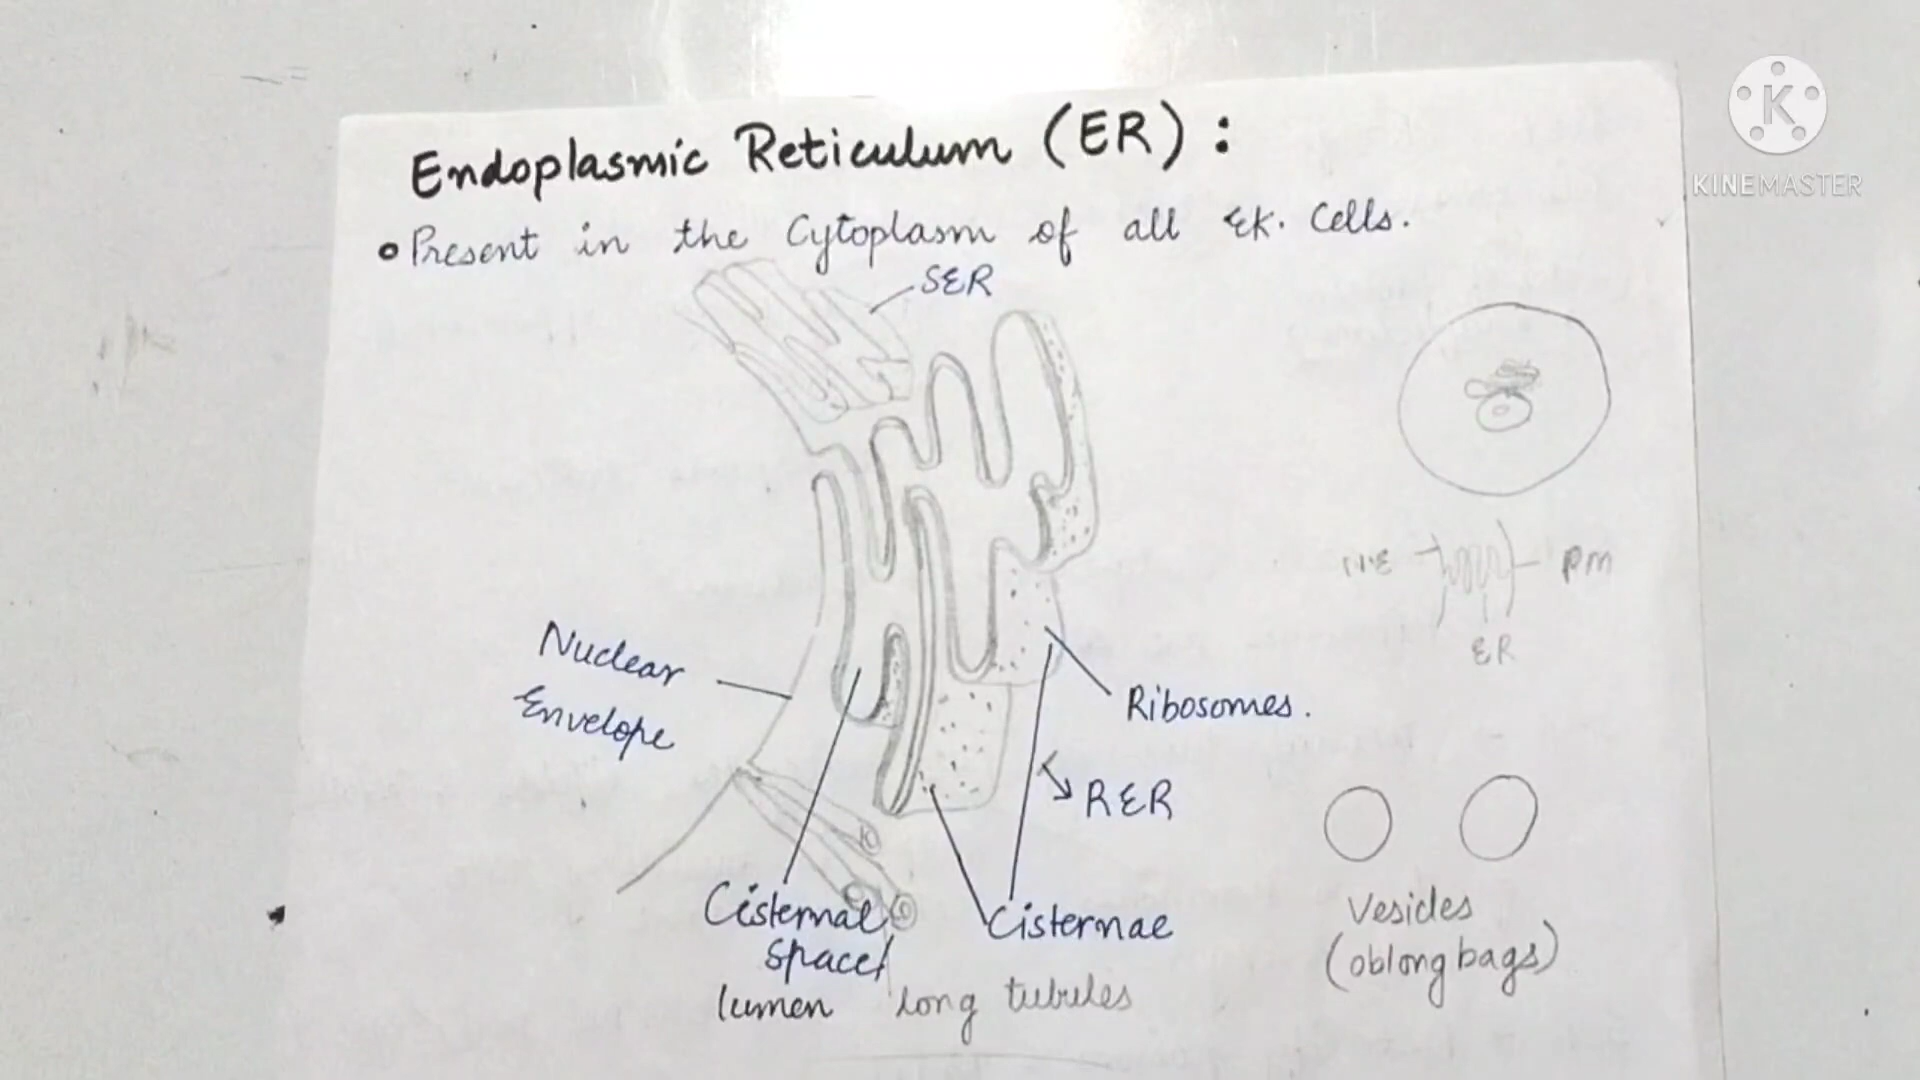 Endoplasmic Reticulum (ER) :
Present in the Cytoplasm of all EK. Cells.
SER
KINEMASTER
N.E
PM
ER
Nuclear
Envelope
Ribosomes.
RER
Cisternal
space/
lumen
Cisternae
long tubules
Vesicles
(oblong bags)